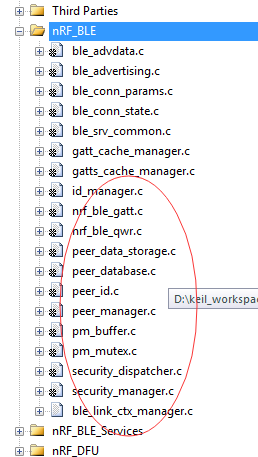 Third Parties
nRF_BLE
ble_advdata.c
ble_advertising.c
ble_conn_params.c
ble_conn_state.c
ble_srv_common.c
gatt_cache_manager.c
gatts_cache_manager.c
id_manager.c
nrf_ble_gatt.c
nrf_ble_qwr.c
peer_data_storage.c
peer_database.c
peer_id.c
D:\keil_workspac
peer_manager.c
pm_buffer.c
pm_mutex.c
security_dispatcher.c
security_manager.c
ble_link_ctx_manager.c
nRF_BLE_Services
nRF_DFU